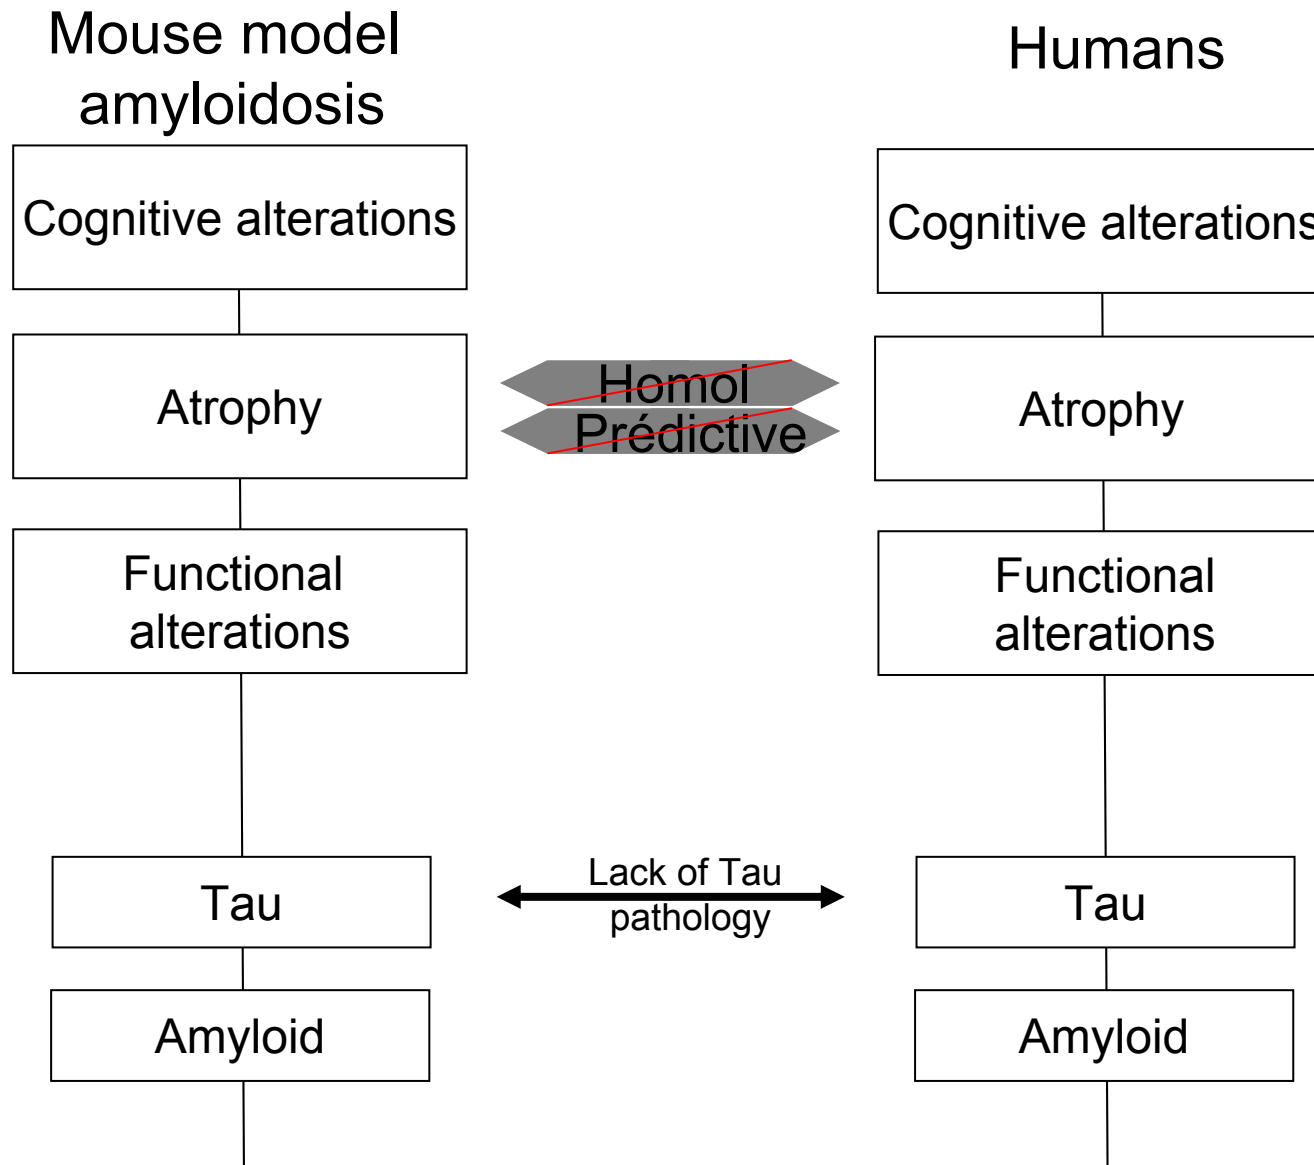 Mouse model
amyloidosis
Humans
Cognitive alterations
Cognitive alterations
Atrophy
Homol
Prédictive
Atrophy
Functional
alterations
Functional
alterations
Tau
Lack of Tau
pathology
Tau
Amyloid
Amyloid